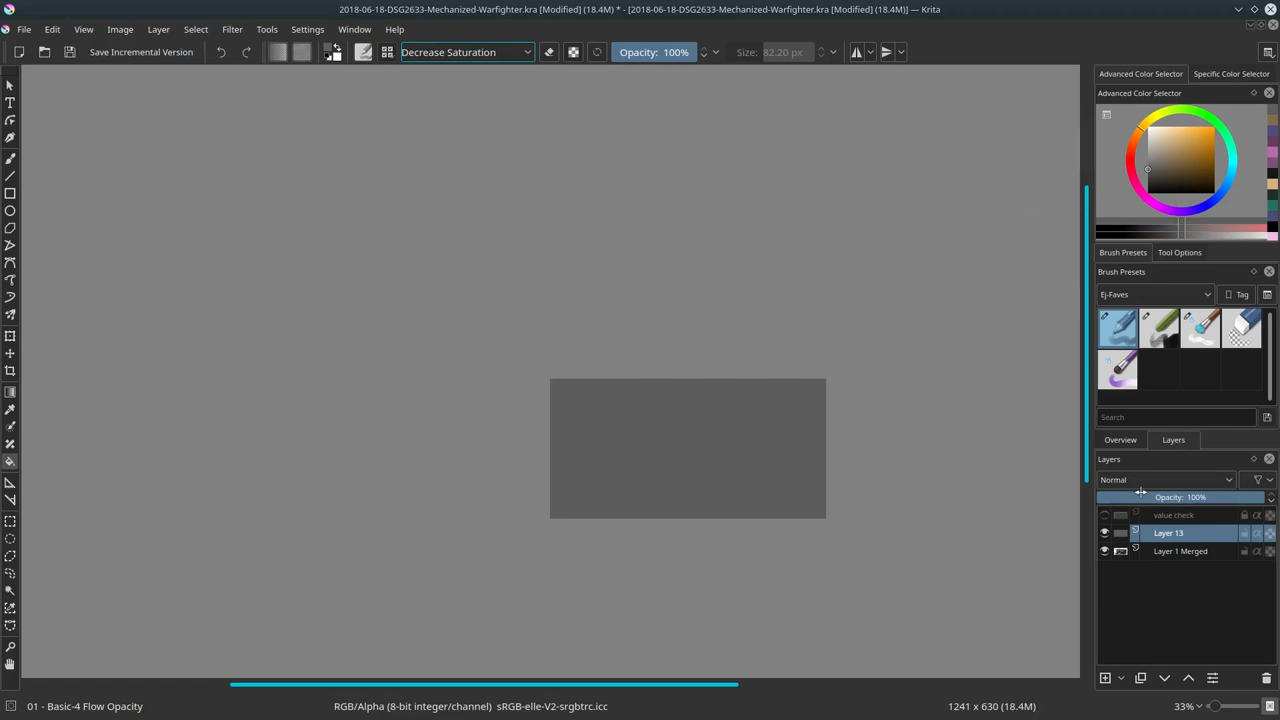 2018-06-18-DSG2633-Mechanized-Warfighter.kra [Modified] (18.4M) * - [2018-06-18-DSG2633-Mechanized-Warfighter.kra [Modified] (18.4M)] — Krita
File Edit View Image Layer Select Filter Tools Settings Window Help
Save Incremental Version
Decrease Saturation
Opacity: 100%
Size: 82.20 px
Advanced Color Selector
Specific Color Selector
Advanced Color Selector
Brush Presets
Tool Options
Brush Presets
Ej-Faves
Tag
Search
Overview
Layers
Layers
Normal
Opacity: 100%
value check
Layer 13
Layer 1 Merged
01 - Basic-4 Flow Opacity
RGB/Alpha (8-bit integer/channel) sRGB-elle-V2-srgbtrc.icc
1241 x 630 (18.4M)
33%